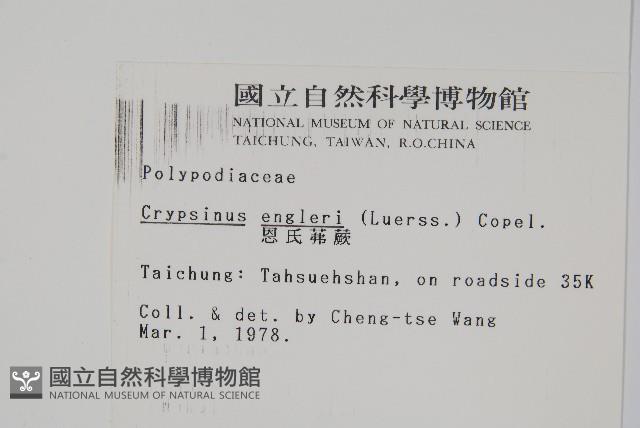 國立自然科學博物館
NATIONAL MUSEUM OF NATURAL SCIENCE
TAICHUNG, TAIWAN, R.O.CHINA
Polypodiaceae
Crypsinus engleri (Luerss.) Copel.
恩氏茀蕨
Taichung: Tahsuehshan, on roadside 35K
Coll. & det. by Cheng-tse Wang
Mar. 1, 1978.
國立自然科學博物館
NATIONAL MUSEUM OF NATURAL SCIENCE